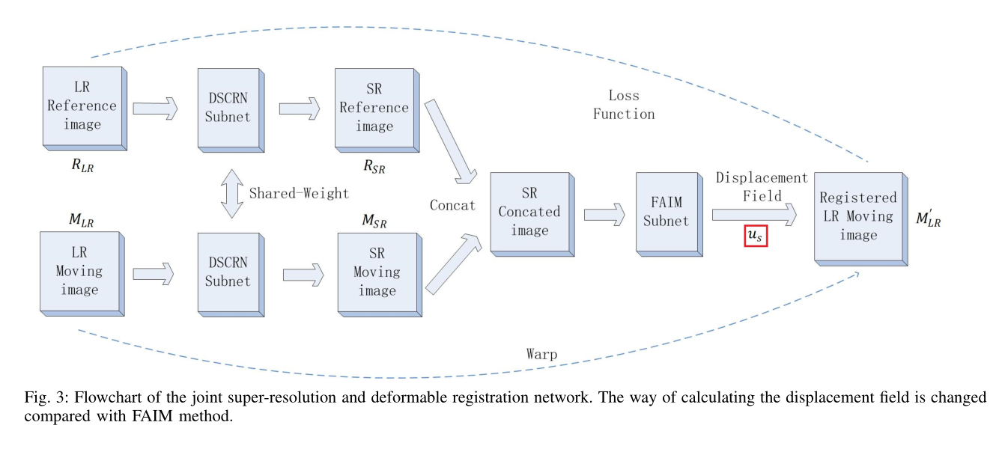 LR
Reference
image
DSCRN
Subnet
SR
Reference
image
Loss
Function
R_LR
R_SR
Shared-Weight
M_LR
M_SR
LR
Moving
image
DSCRN
Subnet
SR
Moving
image
Concat
SR
Concated
image
FAIM
Subnet
Displacement
Field
u_s
Registered
LR Moving
image
M'_LR
Warp
Fig. 3: Flowchart of the joint super-resolution and deformable registration network. The way of calculating the displacement field is changed
compared with FAIM method.